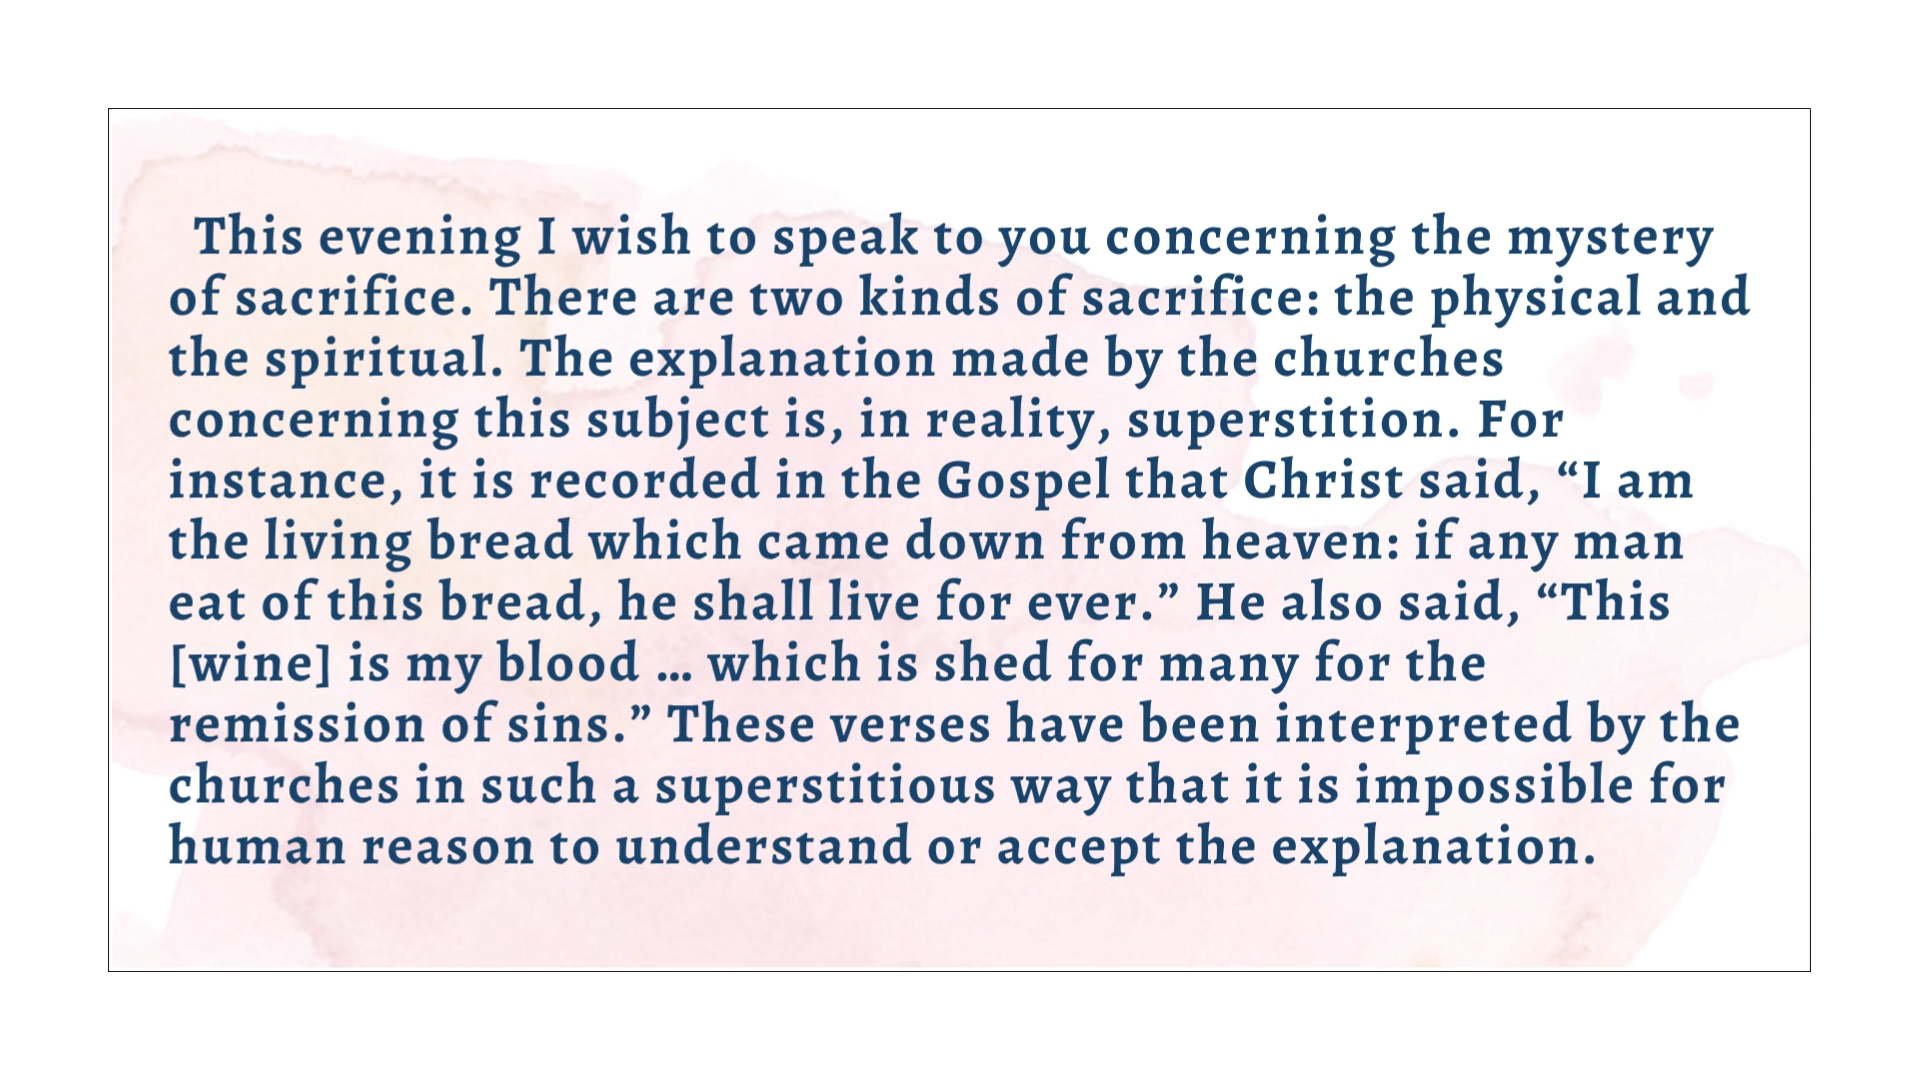 This evening I wish to speak to you concerning the mystery
of sacrifice. There are two kinds of sacrifice: the physical and
the spiritual. The explanation made by the churches
concerning this subject is, in reality, superstition. For
instance, it is recorded in the Gospel that Christ said, “I am
the living bread which came down from heaven: if any man
eat of this bread, he shall live for ever.” He also said, “This
[wine] is my blood … which is shed for many for the
remission of sins.” These verses have been interpreted by the
churches in such a superstitious way that it is impossible for
human reason to understand or accept the explanation.